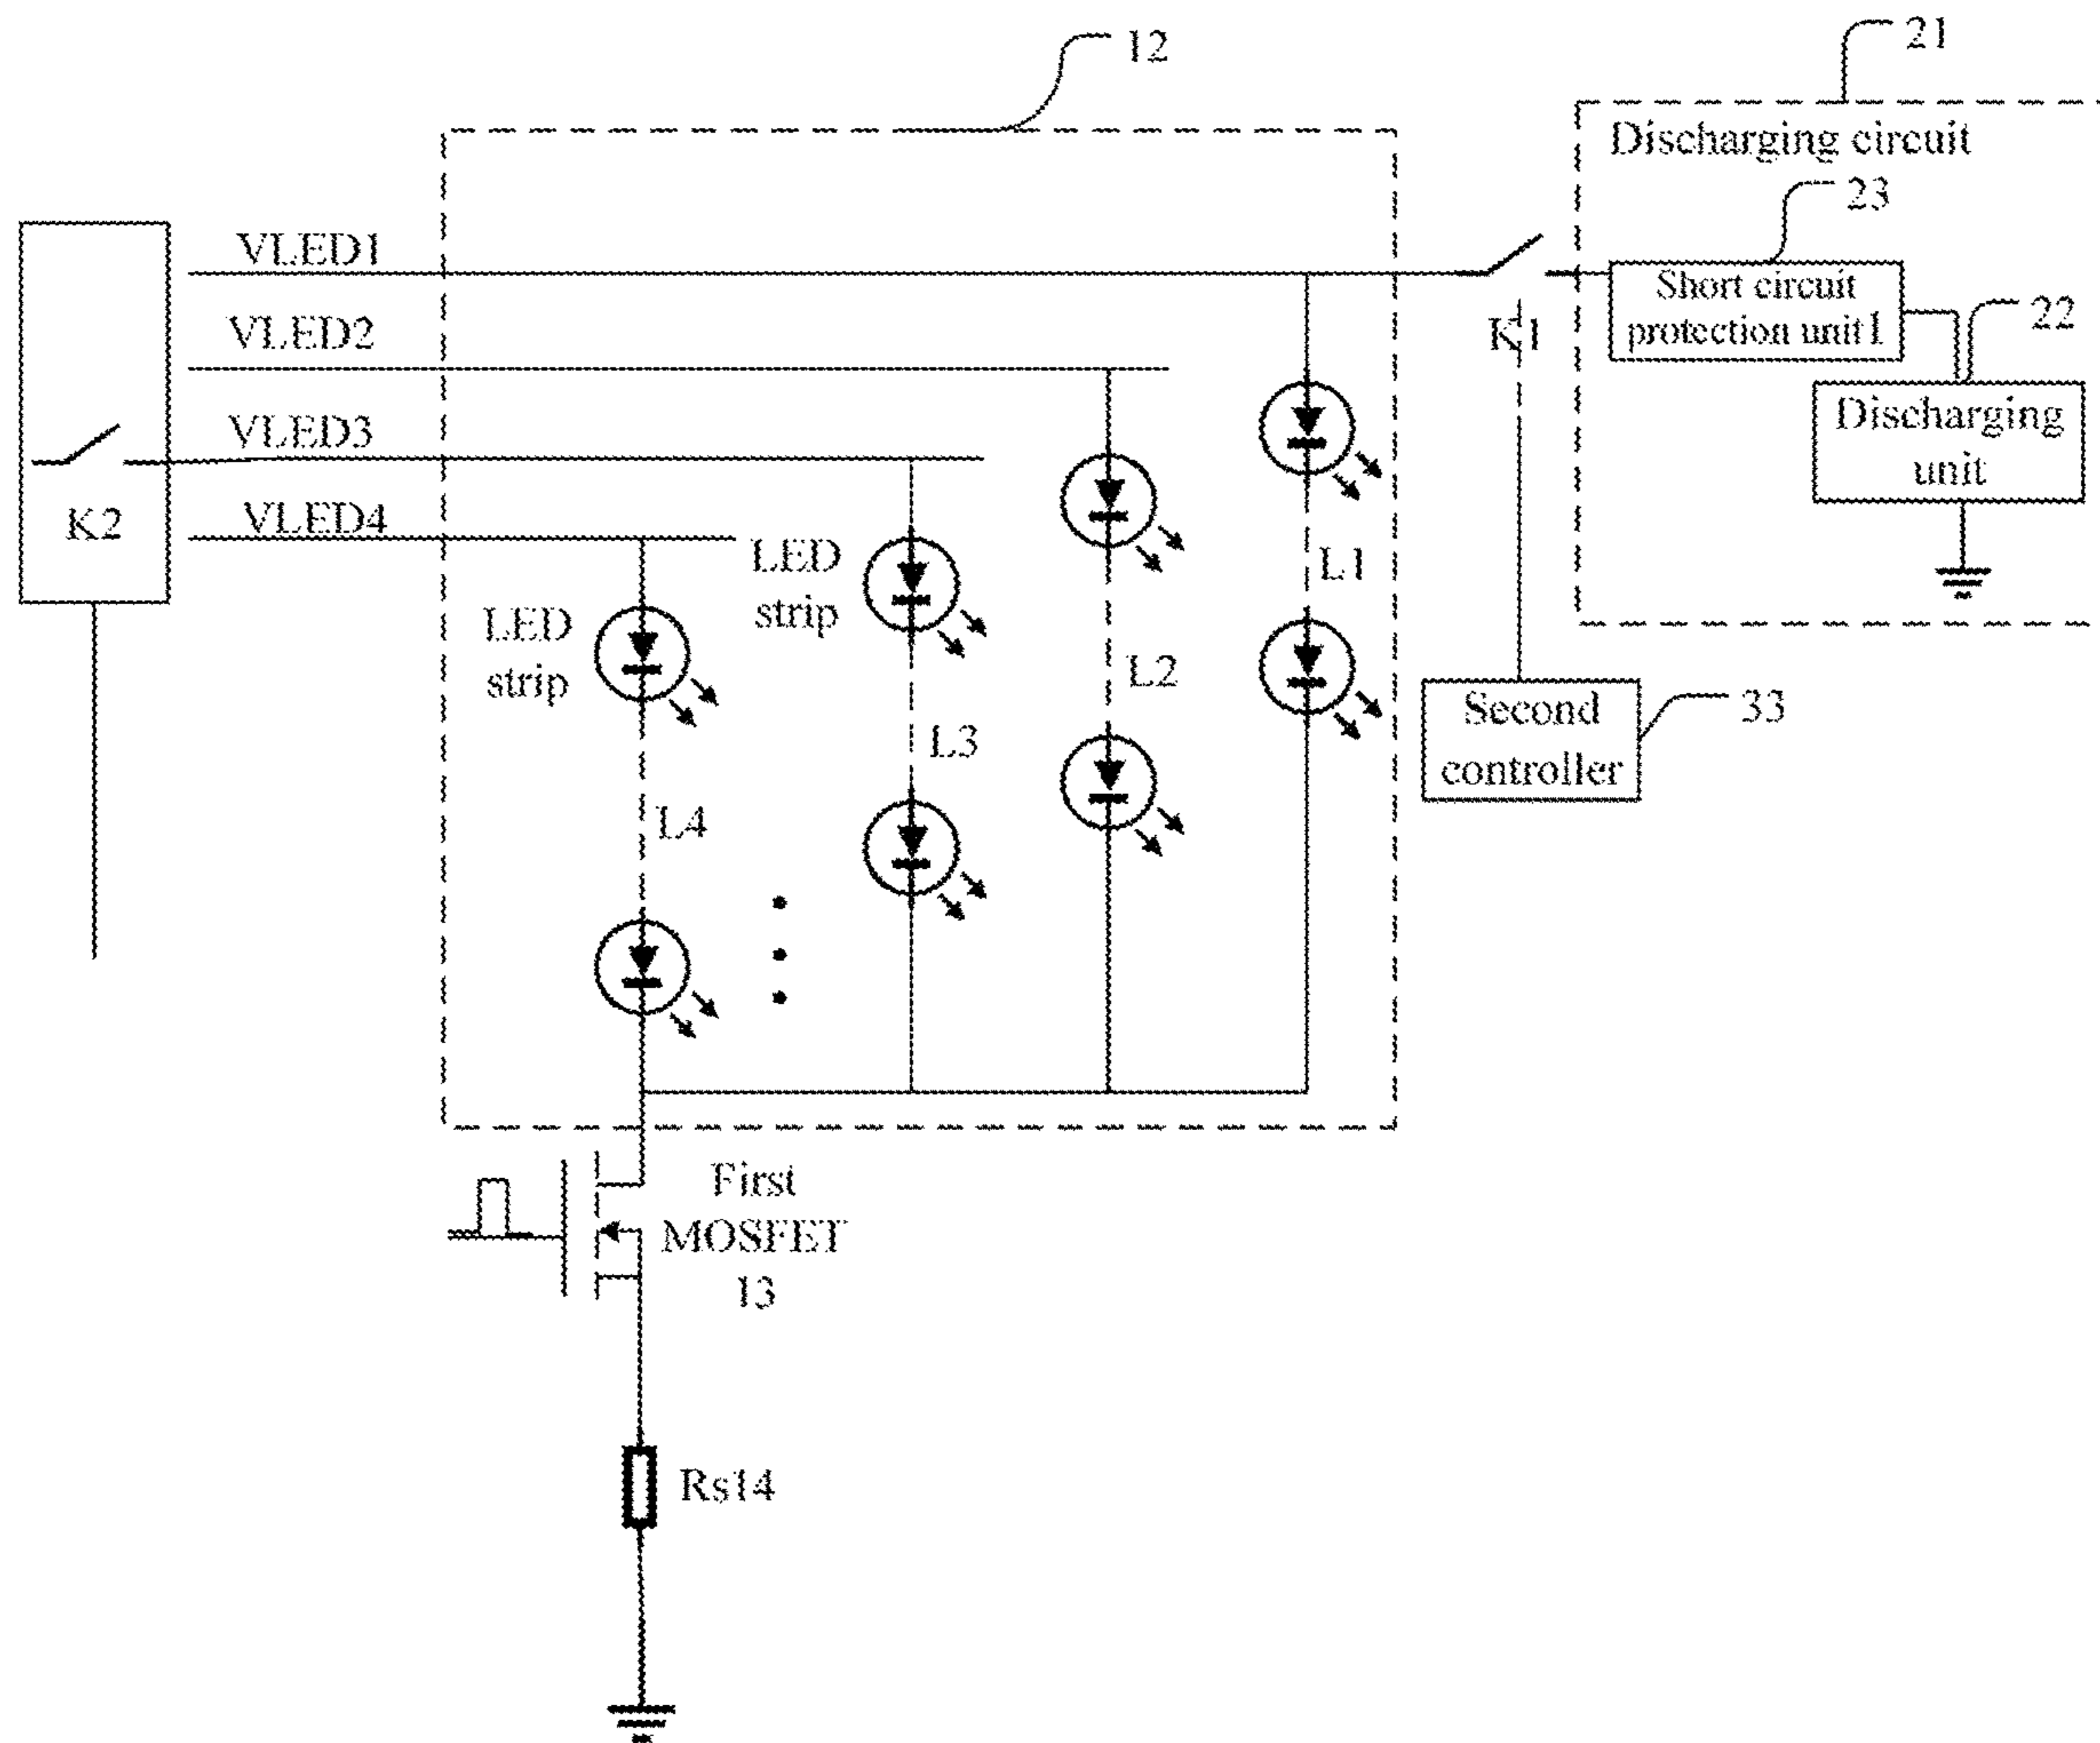 12
21
Discharging circuit
23
VLED1
Short circuit
protection unit1
K1
22
VLED2
Discharging
unit
VLED3
K2
VLED4
LED
strip
LED
strip
L1
L2
L3
L4
Second
controller
33
First
MOSFET
13
Rs14